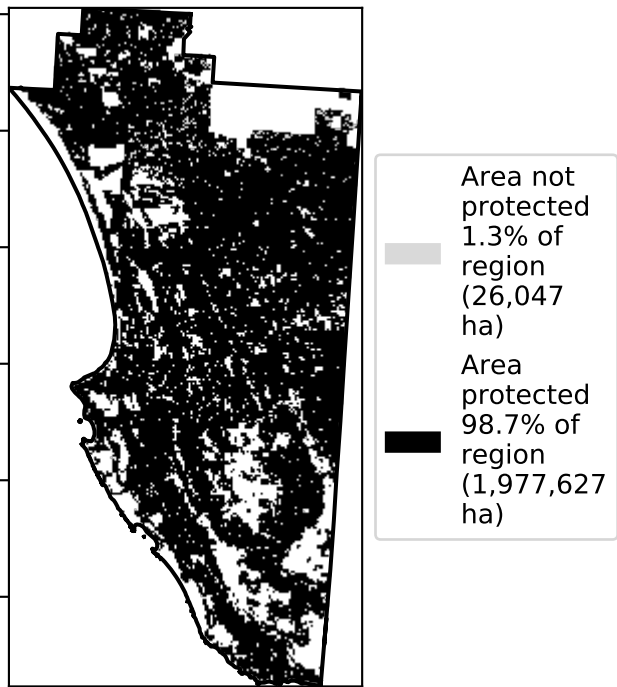 Area not
protected
1.3% of
region
(26,047
ha)
Area
protected
98.7% of
region
(1,977,627
ha)